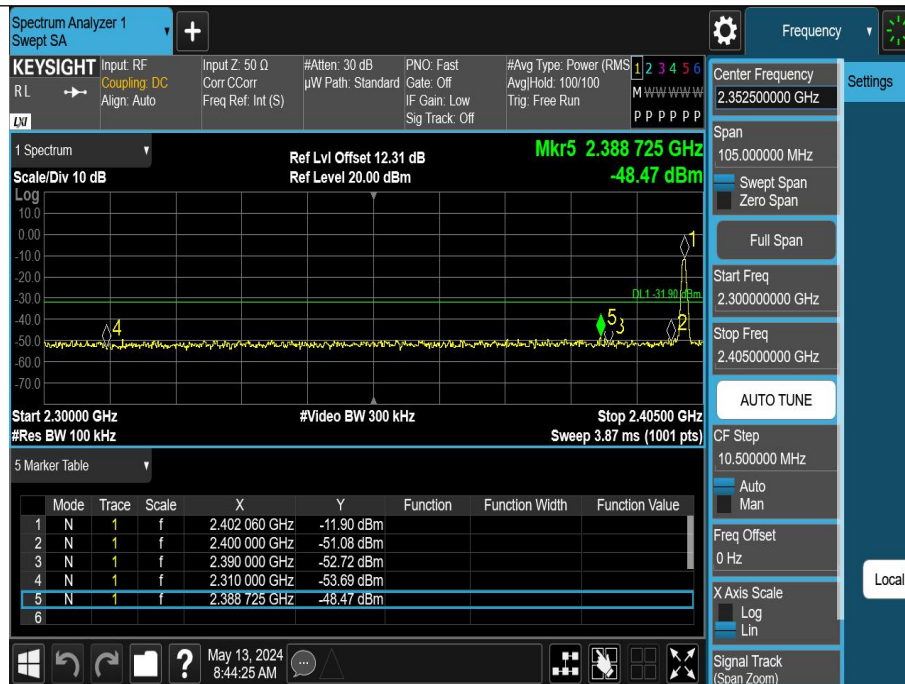 Spectrum Analyzer 1
Swept SA
+
Frequency
KEYSIGHT
RL
LXI
Input: RF
Coupling: DC
Align: Auto
Input Z: 50 Ω
Corr CCorr
Freq Ref: Int (S)
#Atten: 30 dB
µW Path: Standard
PNO: Fast
Gate: Off
IF Gain: Low
Sig Track: Off
#Avg Type: Power (RMS
Avg|Hold: 100/100
Trig: Free Run
1 2 3 4 5 6
M W W W W W
P P P P P P
1 Spectrum
Scale/Div 10 dB
Ref Lvl Offset 12.31 dB
Ref Level 20.00 dBm
Mkr5 2.388 725 GHz
-48.47 dBm
Log
10.0
0.00
-10.0
-20.0
-30.0
-40.0
-50.0
-60.0
-70.0
1
DL1 -31.90 dBm
4
5
3
2
Start 2.30000 GHz
#Video BW 300 kHz
Stop 2.40500 GHz
#Res BW 100 kHz
Sweep 3.87 ms (1001 pts)
5 Marker Table
Mode Trace Scale X Y Function Function Width Function Value
1 N 1 f 2.402 060 GHz -11.90 dBm
2 N 1 f 2.400 000 GHz -51.08 dBm
3 N 1 f 2.390 000 GHz -52.72 dBm
4 N 1 f 2.310 000 GHz -53.69 dBm
5 N 1 f 2.388 725 GHz -48.47 dBm
6
?
May 13, 2024
8:44:25 AM
Center Frequency
2.352500000 GHz
Span
105.000000 MHz
Swept Span
Zero Span
Full Span
Start Freq
2.300000000 GHz
Stop Freq
2.405000000 GHz
AUTO TUNE
CF Step
10.500000 MHz
Auto
Man
Freq Offset
0 Hz
X Axis Scale
Log
Lin
Signal Track
(Span Zoom)
Settings
Local